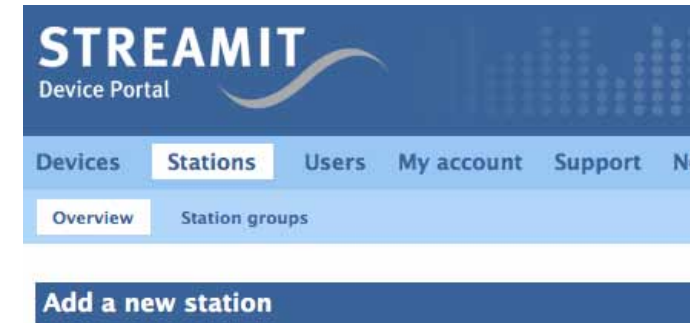 STREAMIT
Device Portal
Devices Stations Users My account Support
Overview Station groups
Add a new station